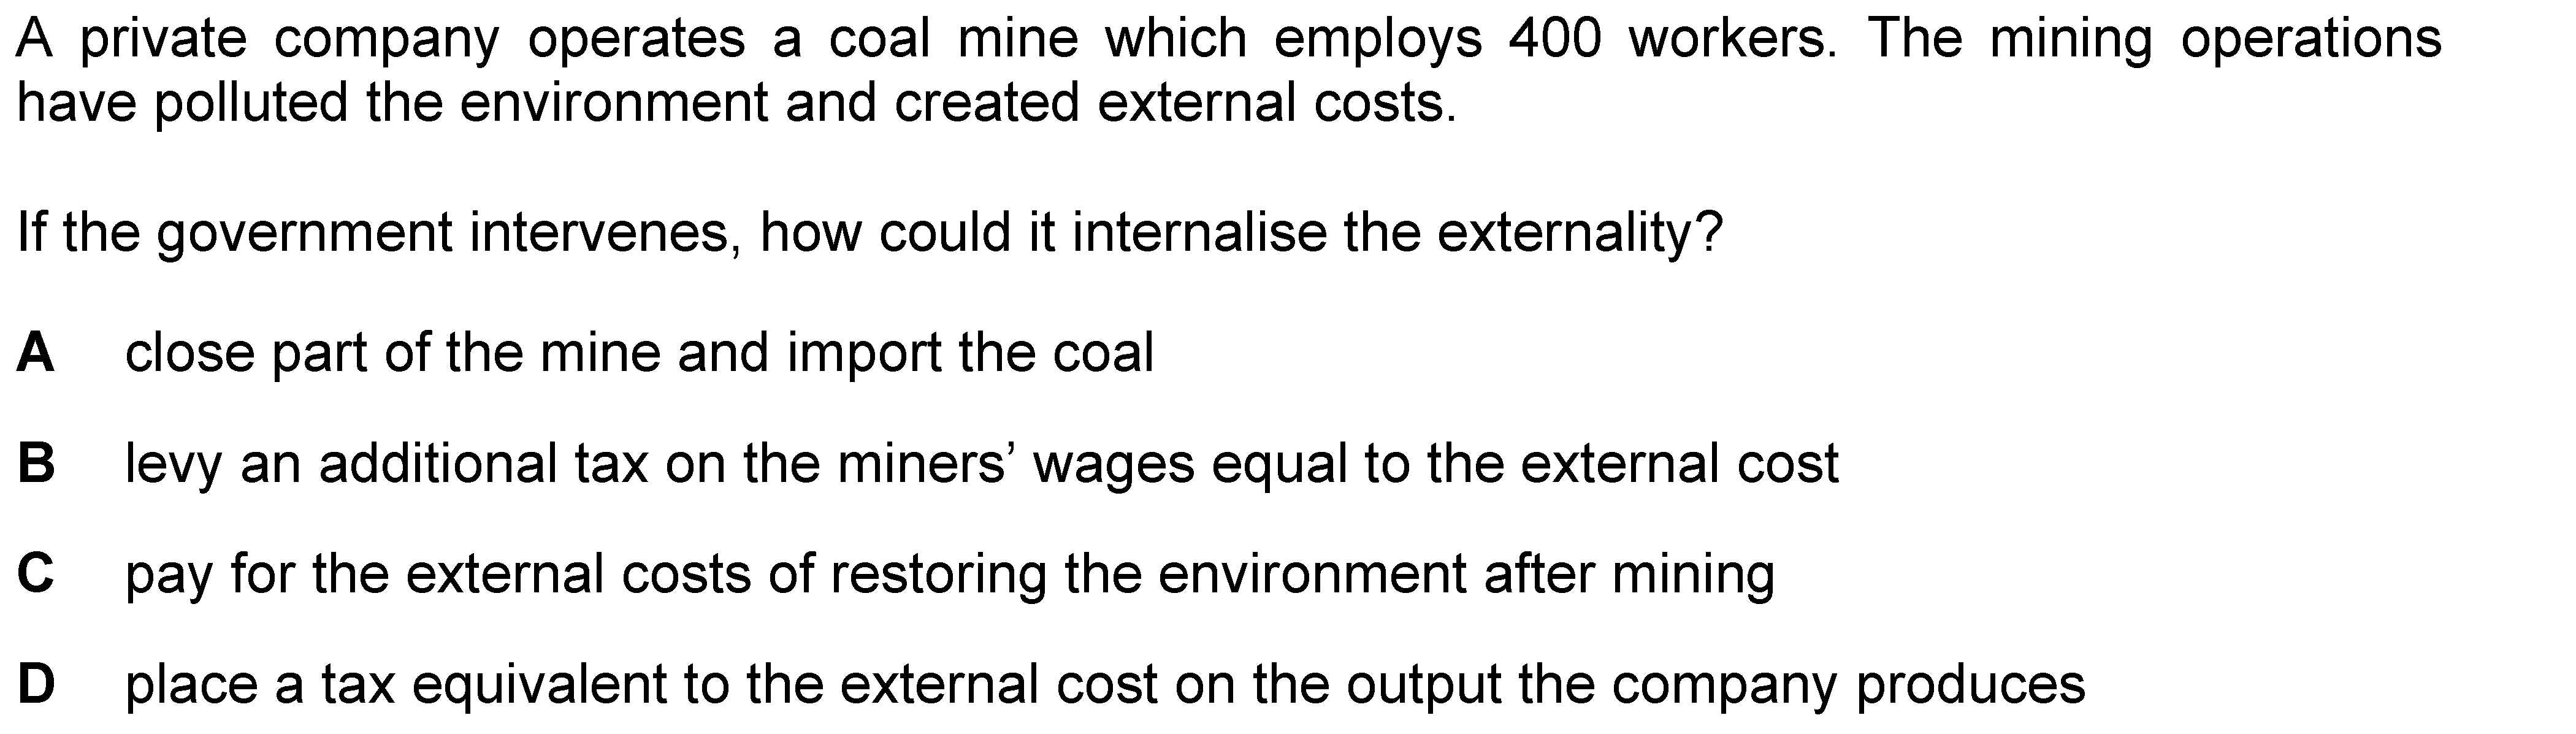 A private company operates a coal mine which employs 400 workers. The mining operations
have polluted the environment and created external costs.
If the government intervenes, how could it internalise the externality?
A close part of the mine and import the coal
B levy an additional tax on the miners’ wages equal to the external cost
C pay for the external costs of restoring the environment after mining
D place a tax equivalent to the external cost on the output the company produces